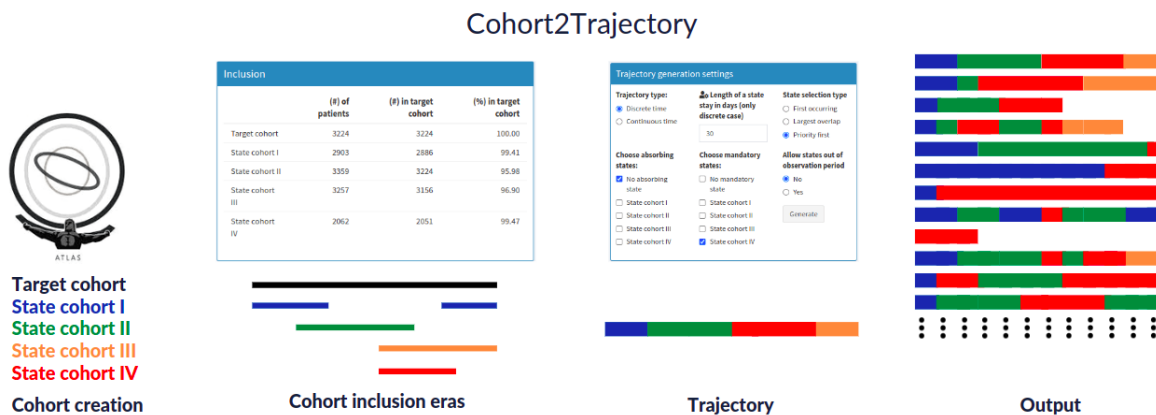 Cohort2Trajectory
Inclusion
(#) of patients (#) in target cohort (%) in target cohort
Target cohort 3224 3224 100.00
State cohort I 2903 2886 99.41
State cohort II 3359 3224 95.98
State cohort III 3257 3156 96.90
State cohort IV 2062 2051 99.47
Trajectory generation settings
Trajectory type:
Discrete time
Continuous time
Length of a state stay in days (only discrete case)
30
State selection type
First occurring
Largest overlap
Priority first
Choose absorbing states:
No absorbing state
State cohort I
State cohort II
State cohort III
State cohort IV
Choose mandatory states:
No mandatory state
State cohort I
State cohort II
State cohort III
State cohort IV
Allow states out of observation period
No
Yes
Generate
ATLAS
Target cohort
State cohort I
State cohort II
State cohort III
State cohort IV
Cohort creation
Cohort inclusion eras
Trajectory
Output